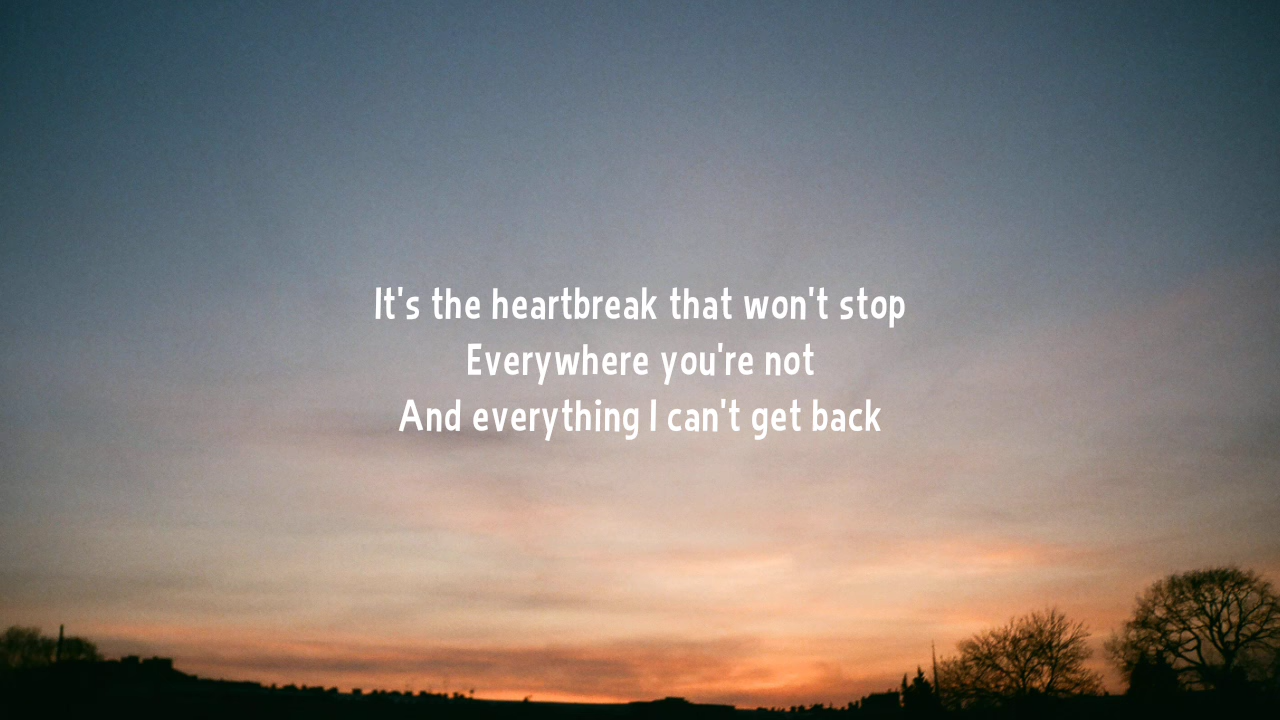 It's the heartbreak that won't stop
Everywhere you're not
And everything I can't get back